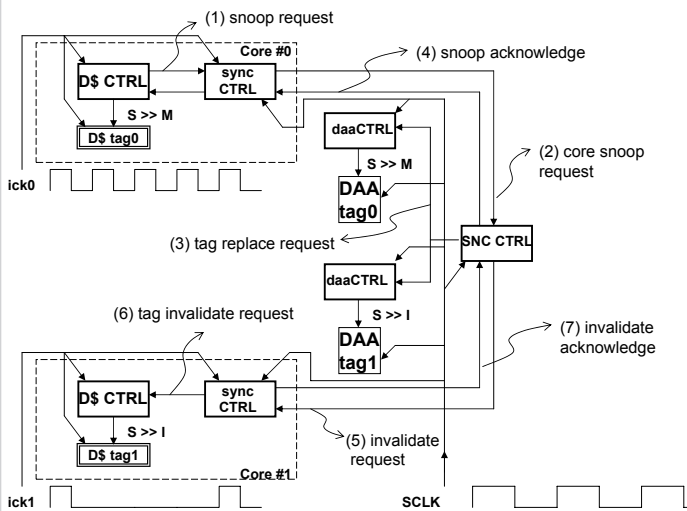 (1) snoop request
Core #0
(4) snoop acknowledge
D$ CTRL
sync
CTRL
S >> M
D$ tag0
daaCTRL
S >> M
(2) core snoop
request
ick0
DAA
tag0
(3) tag replace request
SNC CTRL
daaCTRL
(6) tag invalidate request
S >> I
(7) invalidate
acknowledge
DAA
tag1
D$ CTRL
sync
CTRL
S >> I
D$ tag1
(5) invalidate
request
Core #1
ick1
SCLK